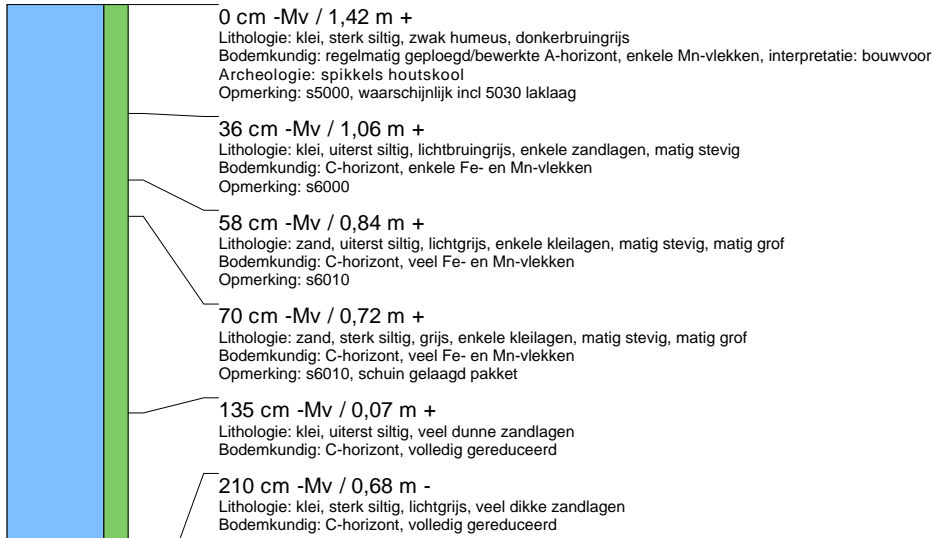 0 cm -Mv / 1,42 m +
Lithologie: klei, sterk siltig, zwak humeus, donkerbruingrijs
Bodemkundig: regelmatig geploegd/bewerkte A-horizont, enkele Mn-vlekken, interpretatie: bouwvoor
Archeologie: spikkels houtskool
Opmerking: s5000, waarschijnlijk incl 5030 laklaag
36 cm -Mv / 1,06 m +
Lithologie: klei, uiterst siltig, lichtbruingrijs, enkele zandlagen, matig stevig
Bodemkundig: C-horizont, enkele Fe- en Mn-vlekken
Opmerking: s6000
58 cm -Mv / 0,84 m +
Lithologie: zand, uiterst siltig, lichtgrijs, enkele kleilagen, matig stevig, matig grof
Bodemkundig: C-horizont, veel Fe- en Mn-vlekken
Opmerking: s6010
70 cm -Mv / 0,72 m +
Lithologie: zand, sterk siltig, grijs, enkele kleilagen, matig stevig, matig grof
Bodemkundig: C-horizont, veel Fe- en Mn-vlekken
Opmerking: s6010, schuin gelaagd pakket
135 cm -Mv / 0,07 m +
Lithologie: klei, uiterst siltig, veel dunne zandlagen
Bodemkundig: C-horizont, volledig gereduceerd
210 cm -Mv / 0,68 m -
Lithologie: klei, sterk siltig, lichtgrijs, veel dikke zandlagen
Bodemkundig: C-horizont, volledig gereduceerd